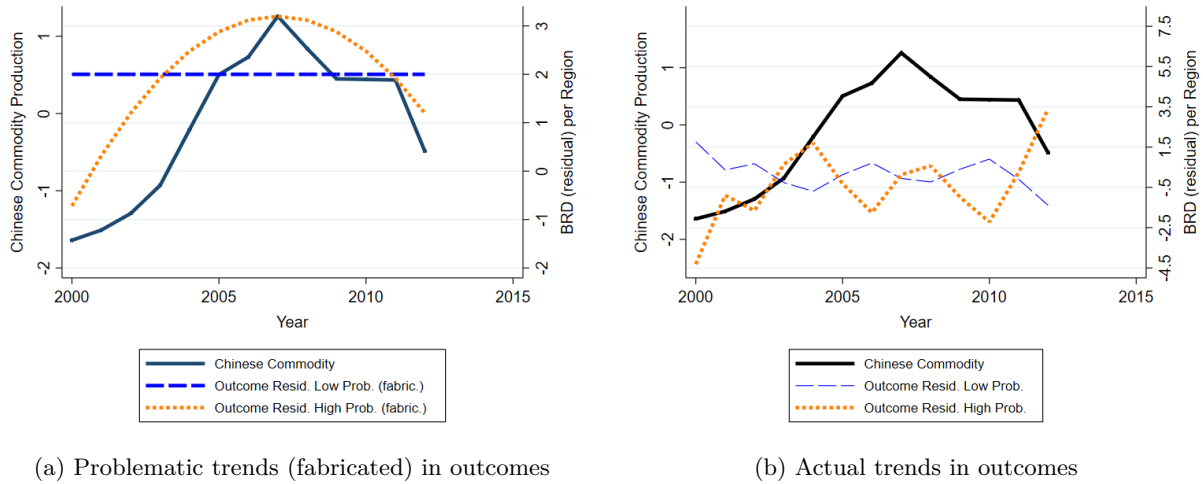 Chinese Commodity Production
1
0
-1
-2
3
2
1
0
-1
-2
BRD (residual) per Region
2000 2005 2010 2015
Year
Chinese Commodity
Outcome Resid. Low Prob. (fabric.)
Outcome Resid. High Prob. (fabric.)
(a) Problematic trends (fabricated) in outcomes
Chinese Commodity Production
1
0
-1
-2
7.5
5.5
3.5
1.5
-.5
-2.5
-4.5
BRD (residual) per Region
2000 2005 2010 2015
Year
Chinese Commodity
Outcome Resid. Low Prob.
Outcome Resid. High Prob.
(b) Actual trends in outcomes